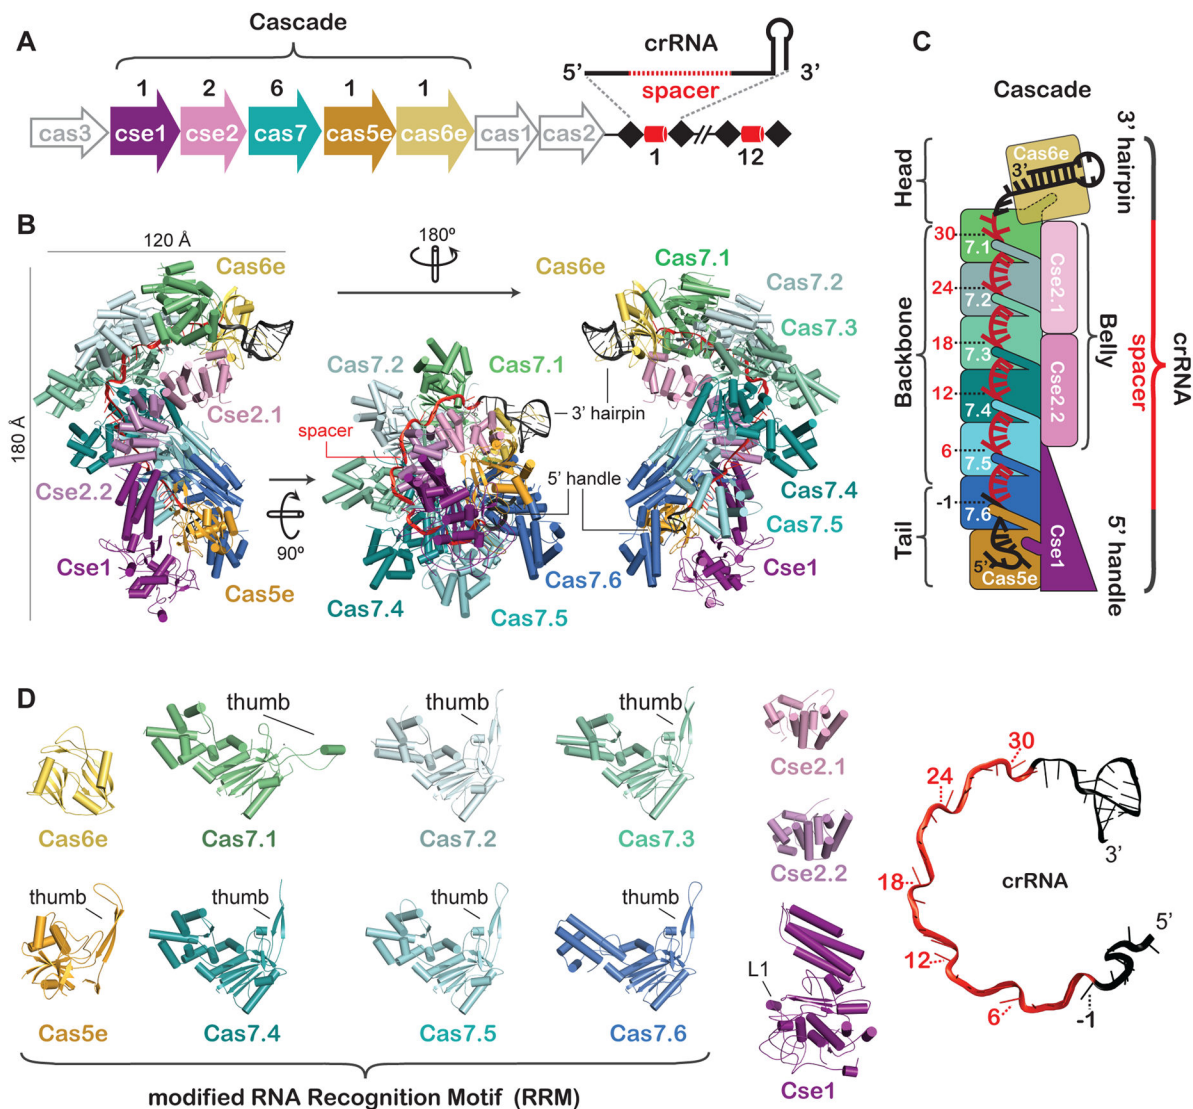 A
Cascade
1 2 6 1 1
cas3 cse1 cse2 cas7 cas5e cas6e cas1 cas2
crRNA
5’ 3’
spacer
1 12
B
120 Å
180 Å
180º
90º
Cas6e
Cse2.1
Cse2.2
Cse1
Cas5e
Cas7.2
Cas7.1
spacer
3’ hairpin
5’ handle
Cas7.6
Cas7.4
Cas7.5
Cas6e
Cas7.1
Cas7.2
Cas7.3
Cas7.4
Cas7.5
Cse1
C
Cascade
Head
Backbone
Tail
Cas6e
3’
30
7.1
24
7.2
18
7.3
12
7.4
6
7.5
-1
7.6
5’
Cas5e
Cse2.1
Cse2.2
Cse1
Belly
3’ hairpin
spacer
5’ handle
crRNA
D
thumb thumb thumb
Cas6e Cas7.1 Cas7.2 Cas7.3
thumb thumb thumb thumb
Cas5e Cas7.4 Cas7.5 Cas7.6
modified RNA Recognition Motif (RRM)
Cse2.1
Cse2.2
L1
Cse1
30
24
18
12
6
-1
crRNA
3’
5’